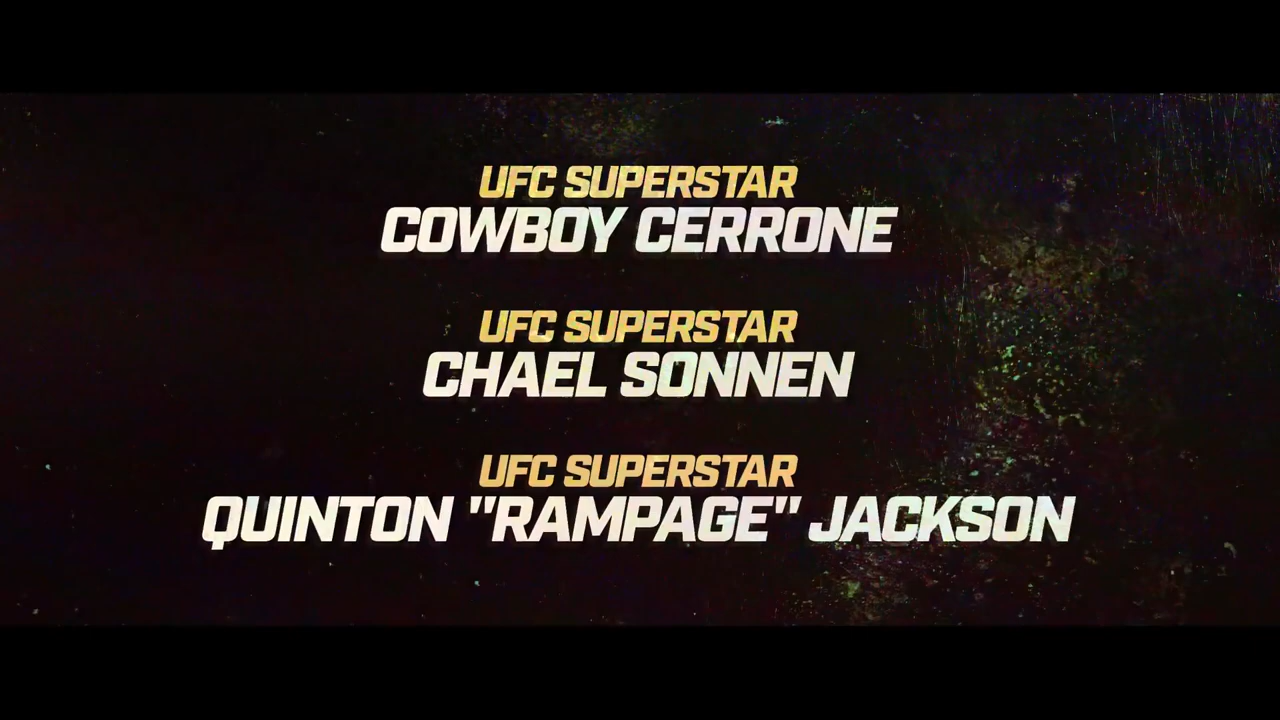 UFC SUPERSTAR
COWBOY CERRONE
UFC SUPERSTAR
CHAEL SONNEN
UFC SUPERSTAR
QUINTON "RAMPAGE" JACKSON